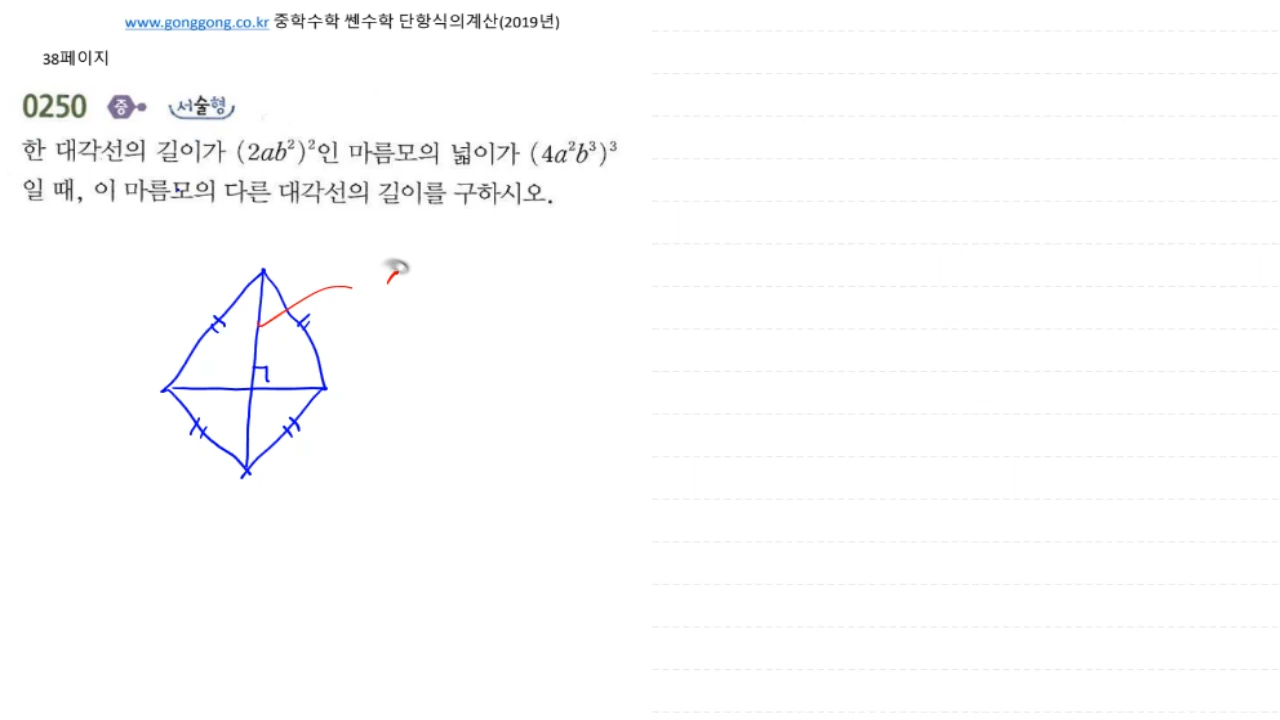 www.gonggong.co.kr 중학수학 쎈수학 단항식의계산(2019년)
38페이지
0250 중 서술형
한 대각선의 길이가 (2ab²)²인 마름모의 넓이가 (4a²b³)³
일 때, 이 마름모의 다른 대각선의 길이를 구하시오.